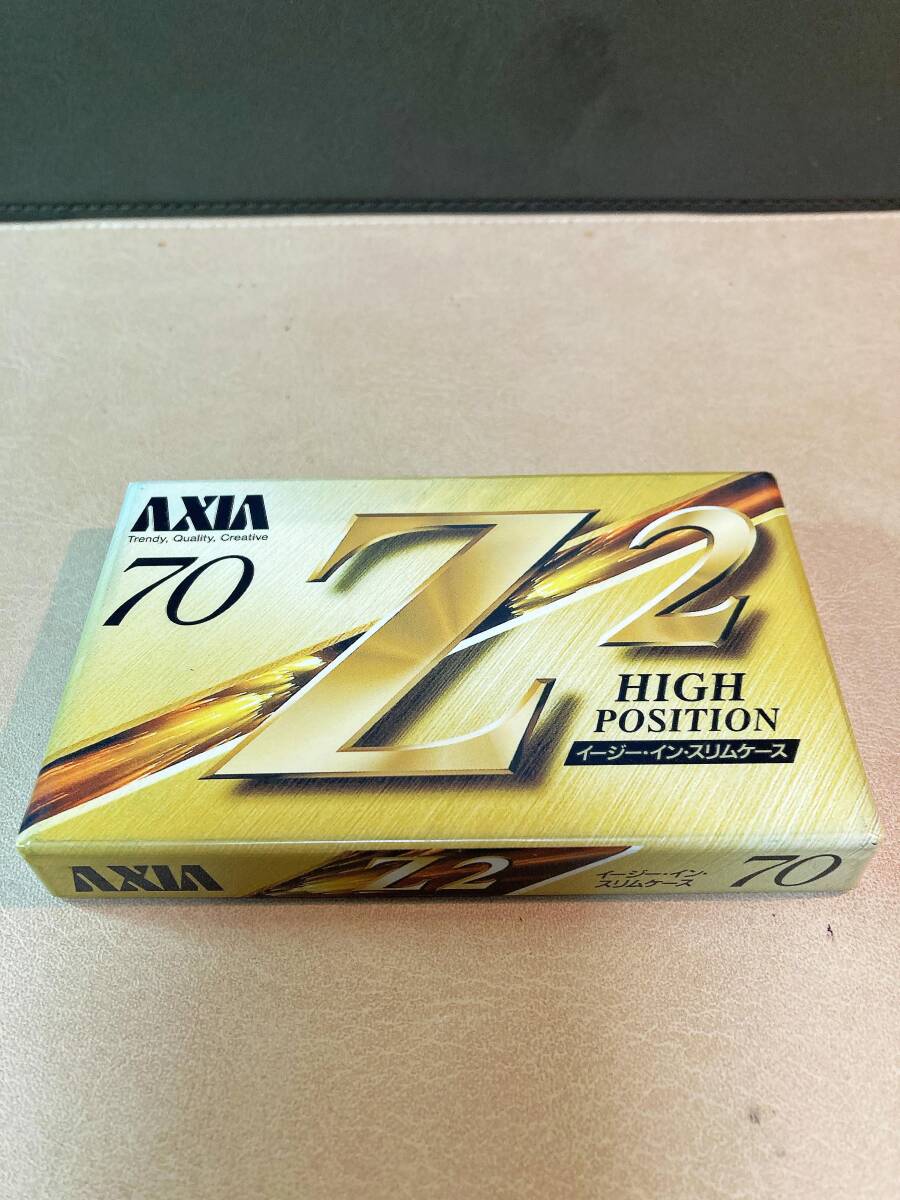 AXIA
Trendy, Quality, Creative
70
Z2
HIGH
POSITION
イージー・イン・スリムケース
AXIA
Z2
イージー・イン・
スリムケース
70